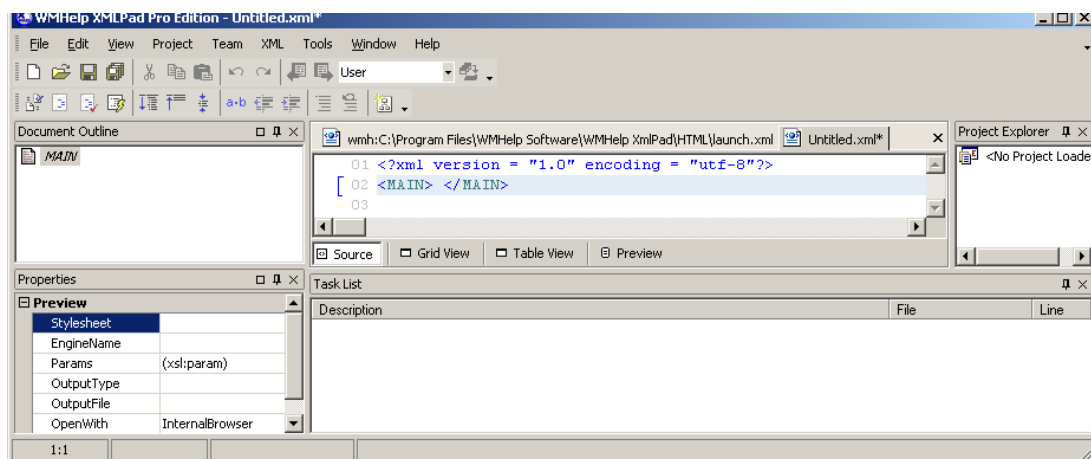 WMHelp XMLPad Pro Edition - Untitled.xml*
File Edit View Project Team XML Tools Window Help
User
a•b
Document Outline
MAIN
wmh:C:\Program Files\WMHelp Software\WMHelp XmlPad\HTML\launch.xml Untitled.xml*
01 <?xml version = "1.0" encoding = "utf-8"?>
02 <MAIN> </MAIN>
03
Source Grid View Table View Preview
Project Explorer
<No Project Loade
Properties
Preview
Stylesheet
EngineName
Params (xsl:param)
OutputType
OutputFile
OpenWith InternalBrowser
Task List
Description File Line
1:1